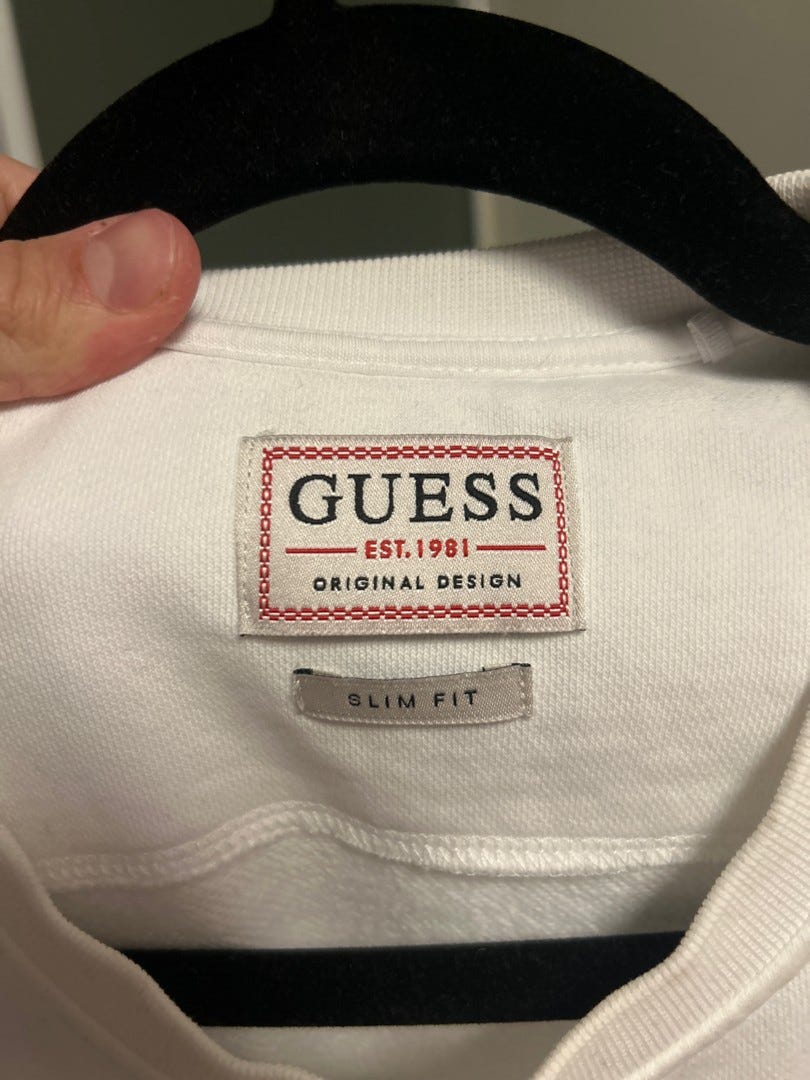 GUESS
EST. 1981
ORIGINAL DESIGN
SLIM FIT